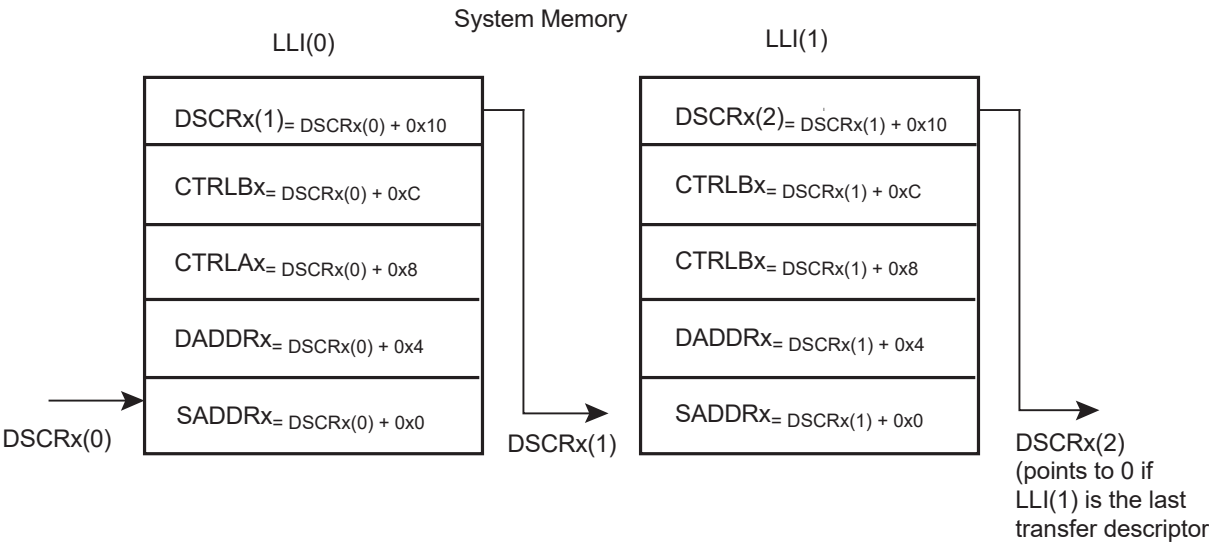 System Memory
LLI(0)
LLI(1)
DSCRx(1)= DSCRx(0) + 0x10
CTRLBx= DSCRx(0) + 0xC
CTRLAx= DSCRx(0) + 0x8
DADDRx= DSCRx(0) + 0x4
SADDRx= DSCRx(0) + 0x0
DSCRx(0)
DSCRx(1)
DSCRx(2)= DSCRx(1) + 0x10
CTRLBx= DSCRx(1) + 0xC
CTRLBx= DSCRx(1) + 0x8
DADDRx= DSCRx(1) + 0x4
SADDRx= DSCRx(1) + 0x0
DSCRx(2)
(points to 0 if
LLI(1) is the last
transfer descriptor